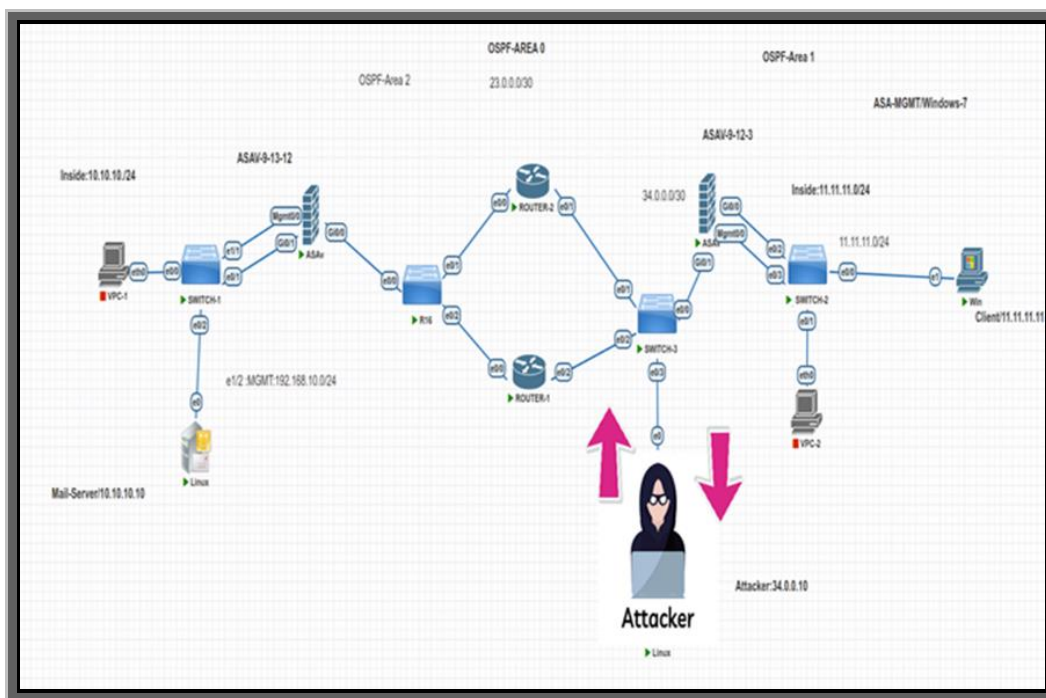 OSPF-AREA 0
OSPF-Area 1
OSPF-Area 2
23.0.0.0/30
ASA-MGMT/Windows-7
ASAV-9-12-3
ASAV-9-13-12
Inside:10.10.10./24
34.0.0.0/30
Inside:11.11.11.0/24
Mgmt0/0
Gi0/1
Gi0/0
ASAv
e1/1
e0/1
eth0
e0/0
VPC-1
SWITCH-1
e0/2
e0/0
e0/1
ROUTER-2
e0/0
e0/1
e0/2
R16
e0/0
e0/2
ROUTER-1
e0/1
e0/0
e0/2
SWITCH-3
e0/3
Gi0/0
Mgmt0/0
ASAv
Gi0/1
11.11.11.0/24
e0/2
e0/3
e0/0
e1
SWITCH-2
Win
Client/11.11.11.11
e0/1
eth0
VPC-2
e1/2 :MGMT:192.168.10.0/24
e0
Linux
Mail-Server/10.10.10.10
e0
Attacker:34.0.0.10
Attacker
Linux